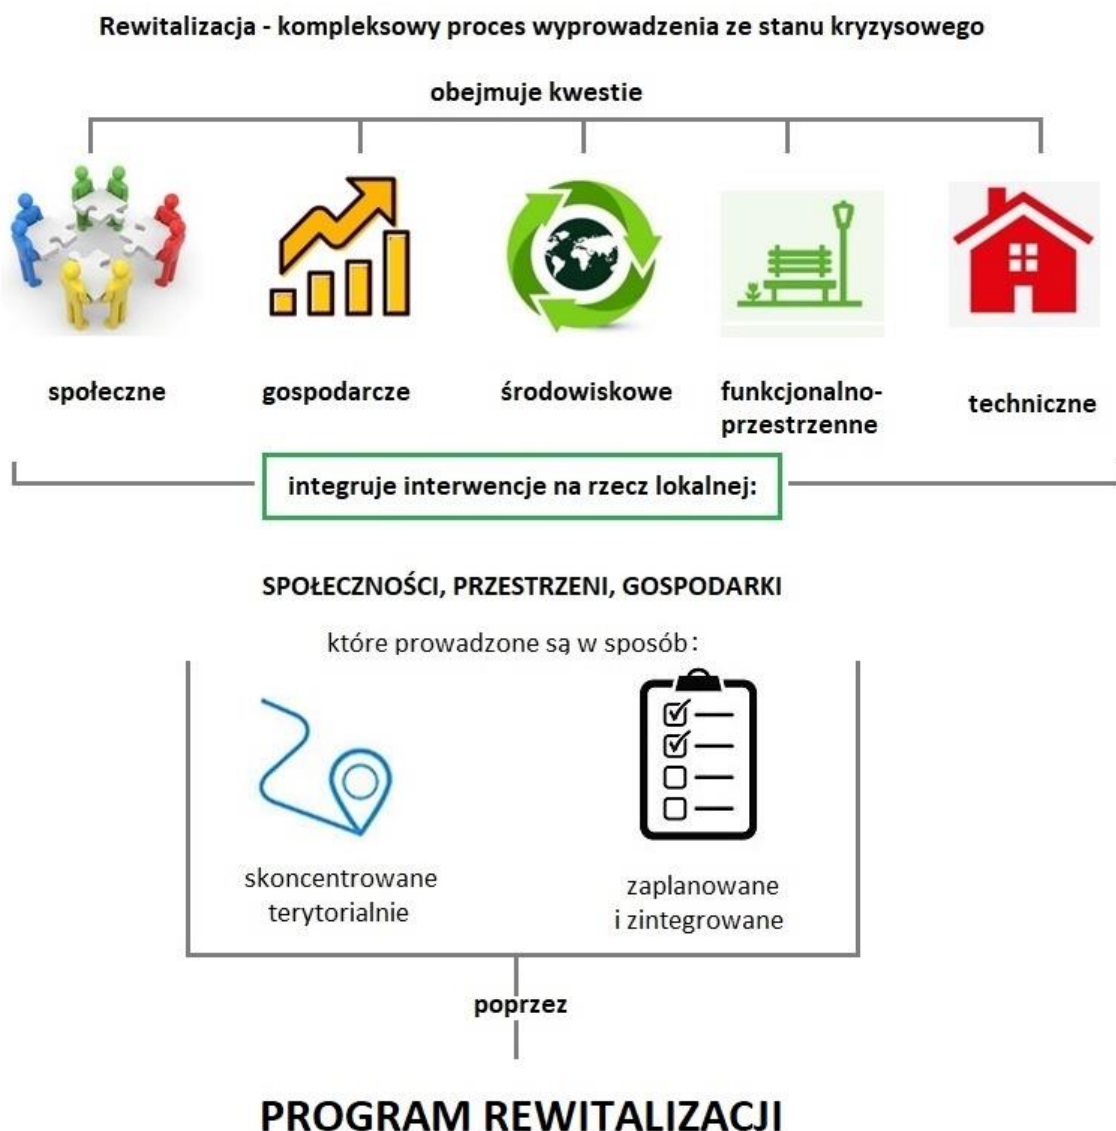 Rewitalizacja - kompleksowy proces wyprowadzenia ze stanu kryzysowego
obejmuje kwestie
społeczne
gospodarcze
środowiskowe
funkcjonalno-
przestrzenne
techniczne
integruje interwencje na rzecz lokalnej:
SPOŁECZNOŚCI, PRZESTRZENI, GOSPODARKI
które prowadzone są w sposób:
skoncentrowane
terytorialnie
zaplanowane
i zintegrowane
poprzez
PROGRAM REWITALIZACJI